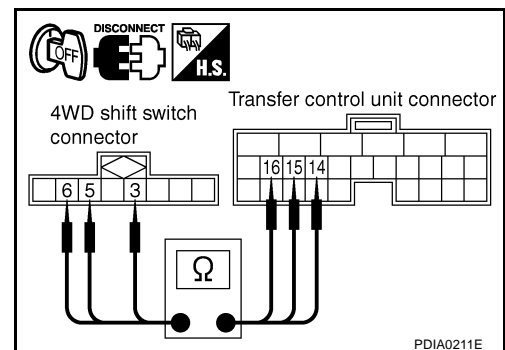 DISCONNECT
OFF
H.S.
4WD shift switch
connector
Transfer control unit connector
6 5 3
16 15 14
Ω
PDIA0211E